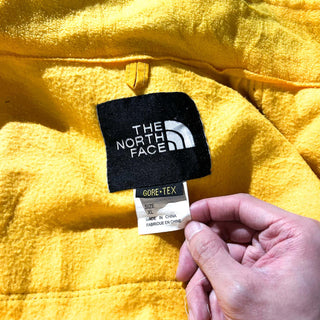 THE
NORTH
FACE
GORE-TEX
SIZE
XL
MADE IN CHINA
FABRIQUE EN CHINE